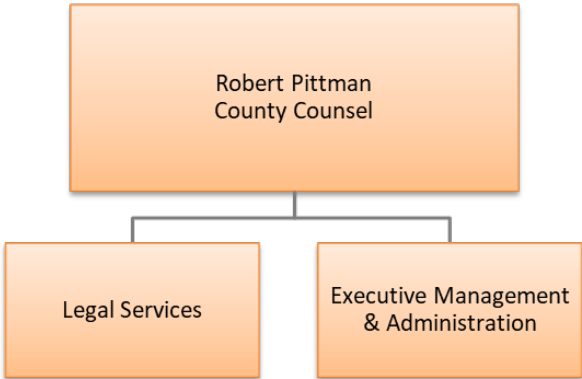 Robert Pittman
County Counsel
Legal Services
Executive Management
& Administration